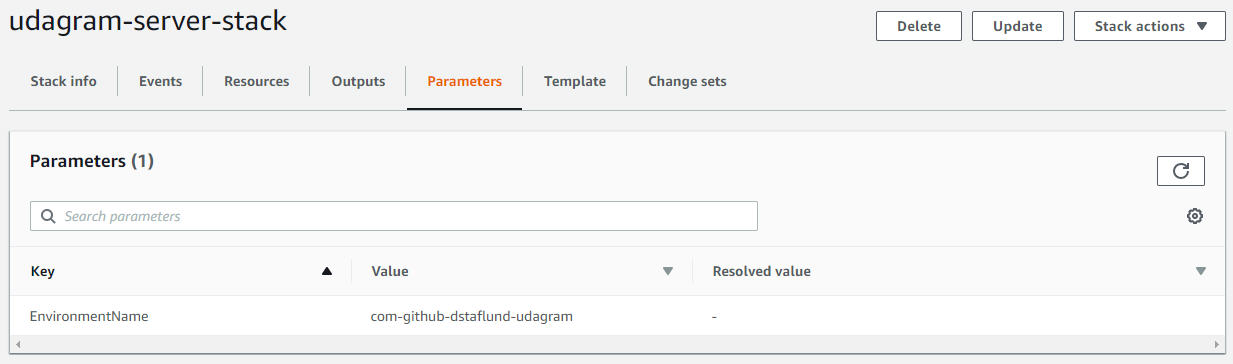 udagram-server-stack
Delete Update Stack actions
Stack info Events Resources Outputs Parameters Template Change sets
Parameters (1)
Search parameters
Key Value Resolved value
EnvironmentName com-github-dstaflund-udagram -